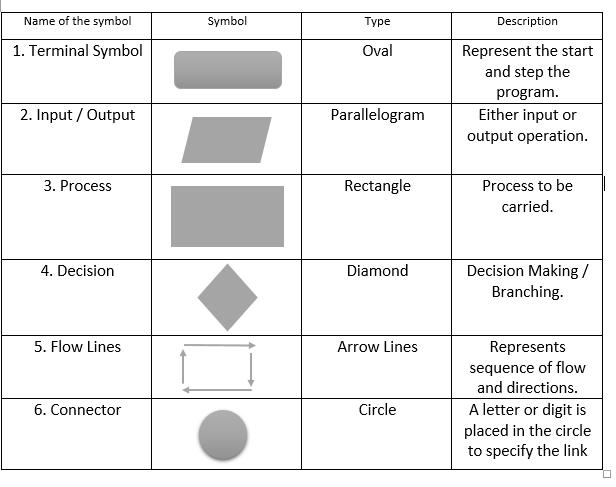 Name of the symbol Symbol Type Description
1. Terminal Symbol Oval Represent the start
and step the
program.
2. Input / Output Parallelogram Either input or
output operation.
3. Process Rectangle Process to be
carried.
4. Decision Diamond Decision Making /
Branching.
5. Flow Lines Arrow Lines Represents
sequence of flow
and directions.
6. Connector Circle A letter or digit is
placed in the circle
to specify the link